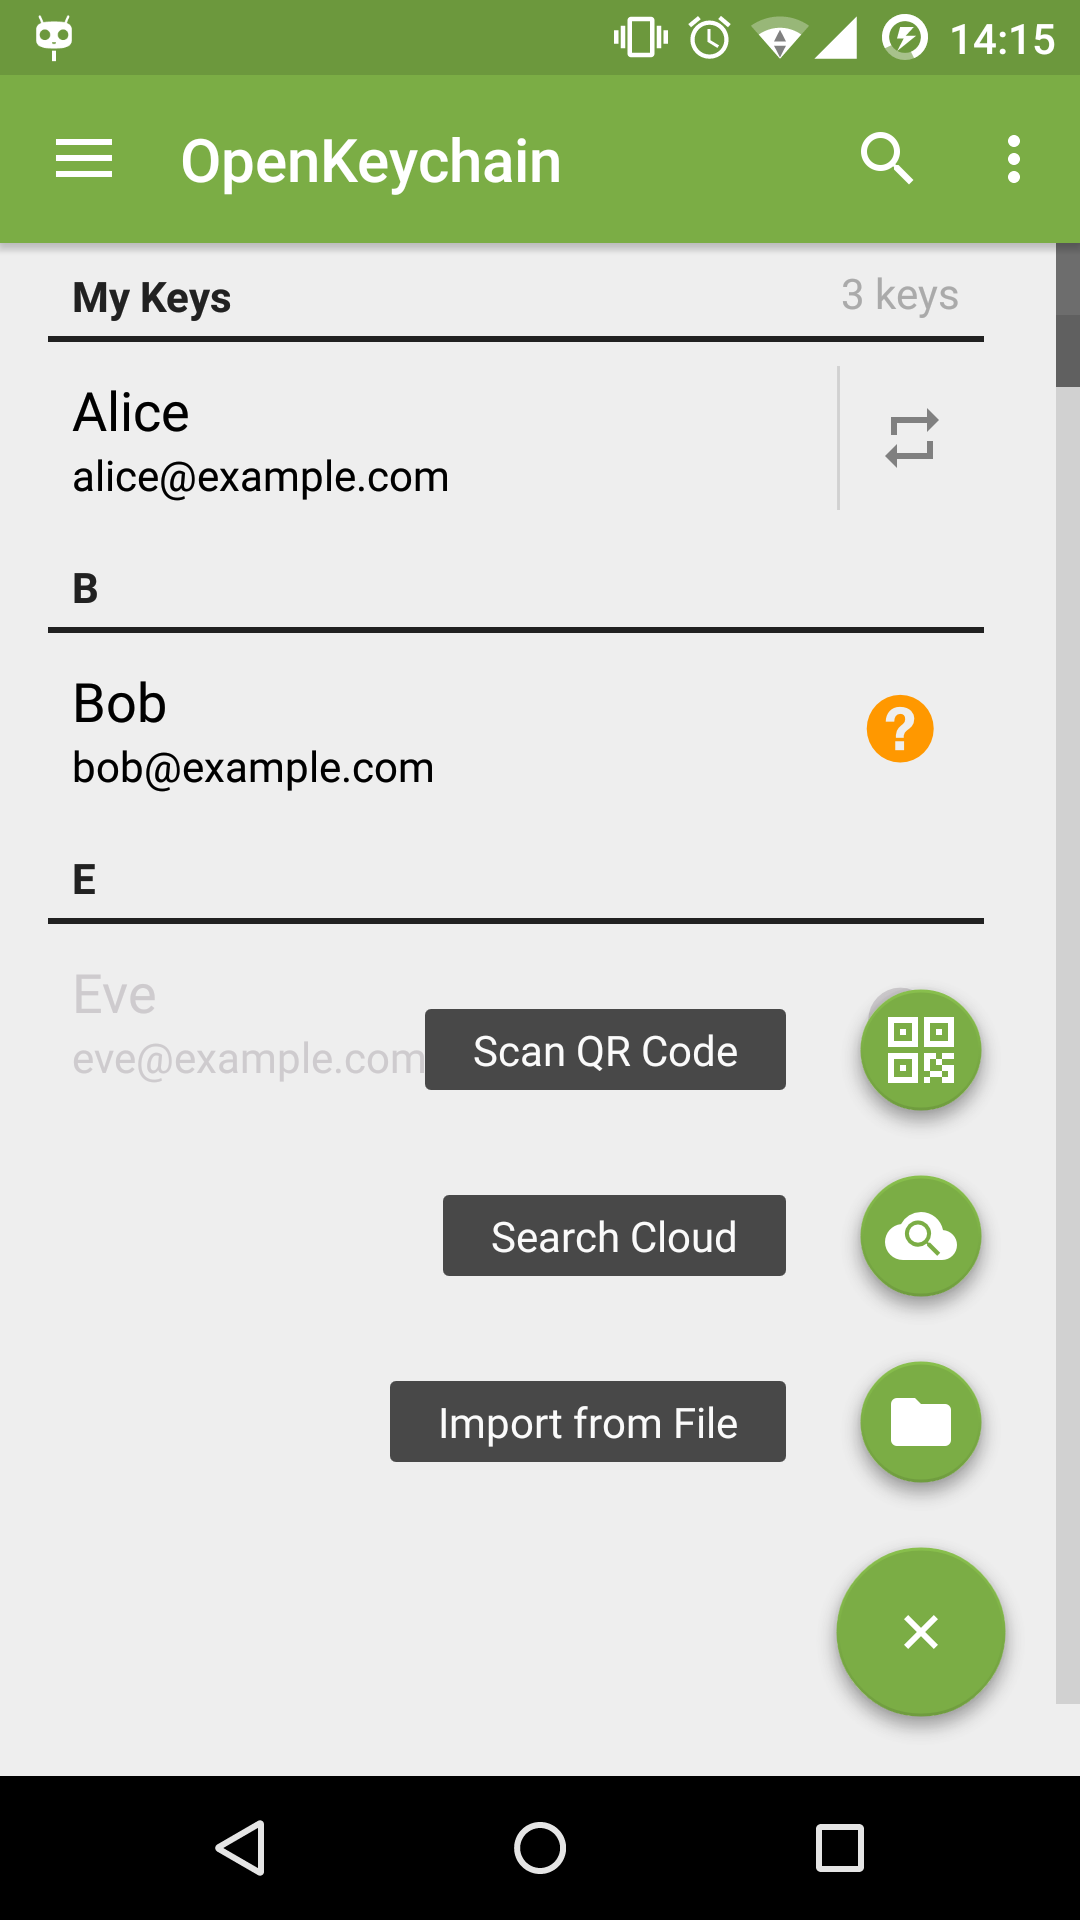 14:15
OpenKeychain
My Keys 3 keys
Alice
alice@example.com
B
Bob
bob@example.com
?
E
Eve
eve@example.com
Scan QR Code
Search Cloud
Import from File